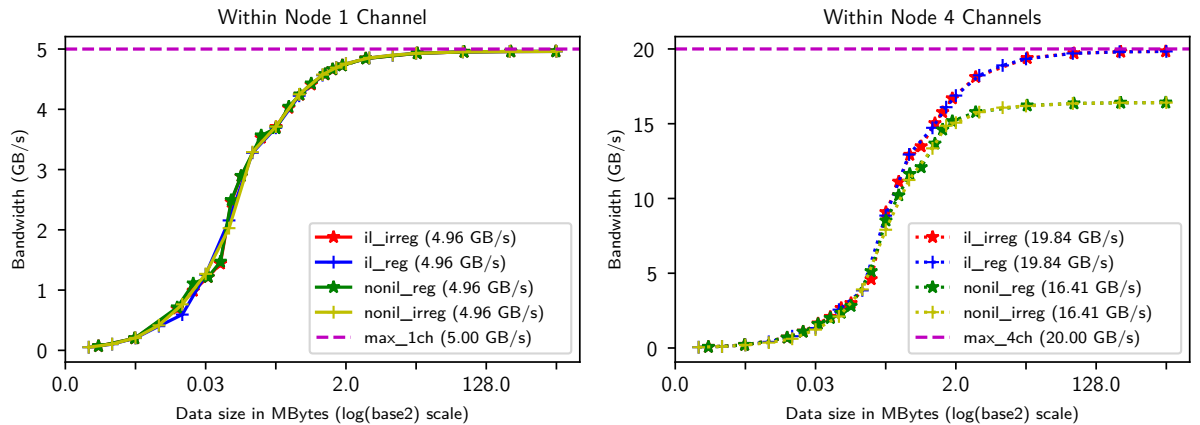 Within Node 1 Channel
Bandwidth (GB/s)
5
4
3
2
1
0
il_irreg (4.96 GB/s)
il_reg (4.96 GB/s)
nonil_reg (4.96 GB/s)
nonil_irreg (4.96 GB/s)
max_1ch (5.00 GB/s)
0.0 0.03 2.0 128.0
Data size in MBytes (log(base2) scale)
Within Node 4 Channels
Bandwidth (GB/s)
20
15
10
5
0
il_irreg (19.84 GB/s)
il_reg (19.84 GB/s)
nonil_reg (16.41 GB/s)
nonil_irreg (16.41 GB/s)
max_4ch (20.00 GB/s)
0.0 0.03 2.0 128.0
Data size in MBytes (log(base2) scale)